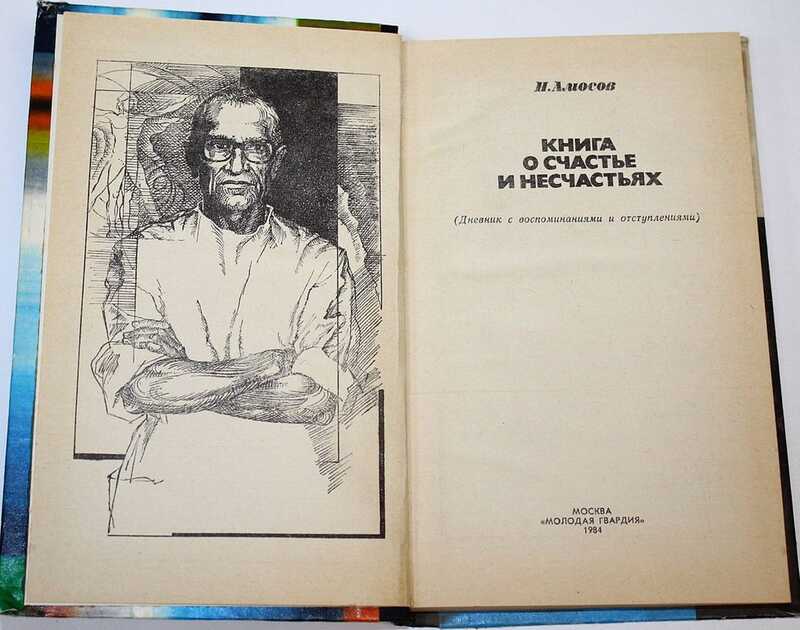 Н.Амосов
КНИГА
О СЧАСТЬЕ
И НЕСЧАСТЬЯХ
(Дневник с воспоминаниями и отступлениями)
МОСКВА
«МОЛОДАЯ ГВАРДИЯ»
1984